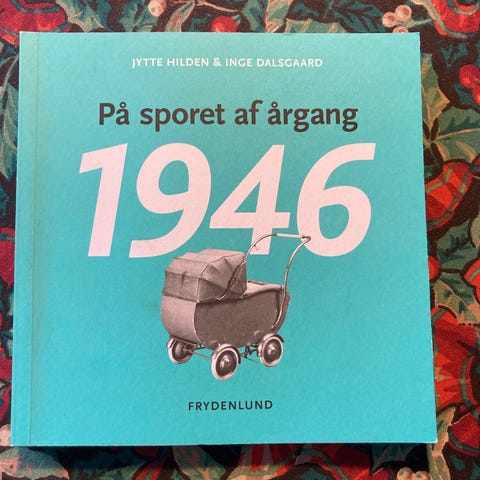 JYTTE HILDEN & INGE DALSGAARD
På sporet af årgang
1946
FRYDENLUND